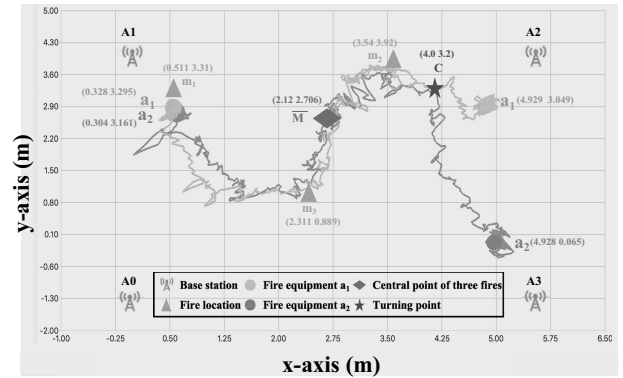 5.00
A1
A2
4.30
(3.54 3.92)
m2
(4.0 3.2)
C
3.60
(0.511 3.31)
m1
(0.328 3.295)
a1
(2.12 2.706)
M
a1 (4.929 3.049)
2.90
a2
(0.304 3.161)
2.20
1.50
0.80
m3
(2.311 0.889)
0.10
a2 (4.928 0.065)
-0.60
A0
A3
Base station
Fire equipment a1
Central point of three fires
Fire location
Fire equipment a2
Turning point
-1.30
-2.00
-1.00 -0.25 0.50 1.25 2.00 2.75 3.50 4.25 5.00 5.75 6.50
x-axis (m)
y-axis (m)